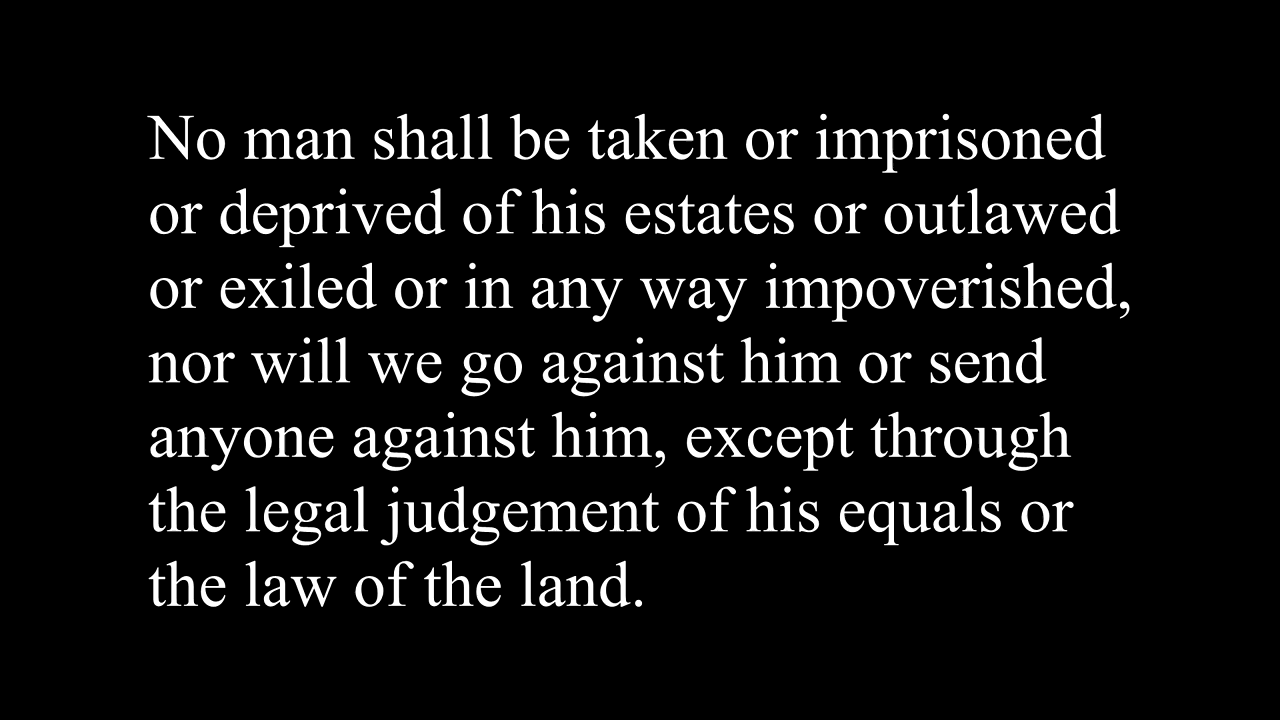 No man shall be taken or imprisoned
or deprived of his estates or outlawed
or exiled or in any way impoverished,
nor will we go against him or send
anyone against him, except through
the legal judgement of his equals or
the law of the land.